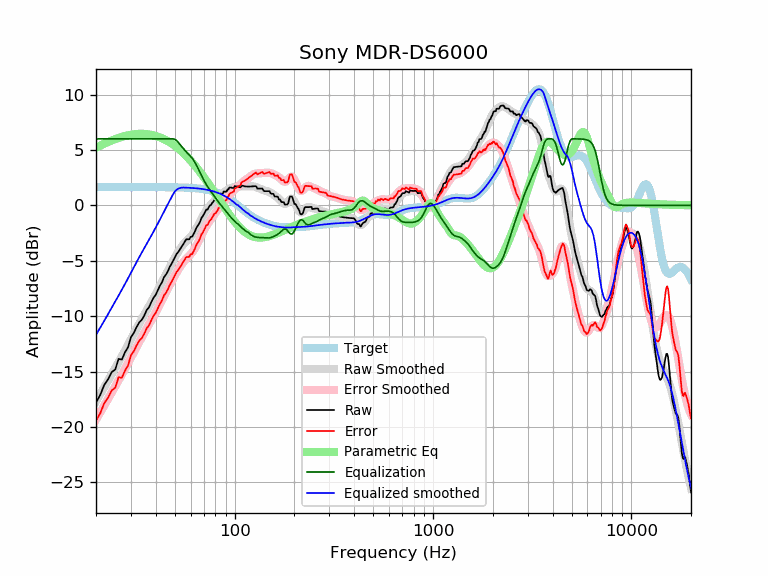 Sony MDR-DS6000
10
5
0
−5
−10
−15
−20
−25
Amplitude (dBr)
100
1000
10000
Frequency (Hz)
Target
Raw Smoothed
Error Smoothed
Raw
Error
Parametric Eq
Equalization
Equalized smoothed